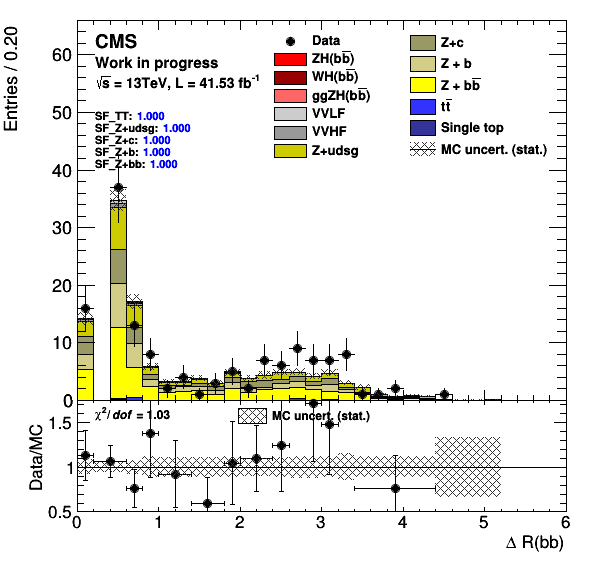 Entries / 0.20
60
50
40
30
20
10
0
CMS
Work in progress
√s = 13TeV, L = 41.53 fb⁻¹
SF_TT: 1.000
SF_Z+udsg: 1.000
SF_Z+c: 1.000
SF_Z+b: 1.000
SF_Z+bb: 1.000
Data
ZH(bb̅)
WH(bb̅)
ggZH(bb̅)
VVLF
VVHF
Z+udsg
Z+c
Z + b
Z + bb̅
tt̅
Single top
MC uncert. (stat.)
Data/MC
1.5
1
0.5
χ²/dof = 1.03
MC uncert. (stat.)
0 1 2 3 4 5 6
Δ R(bb)